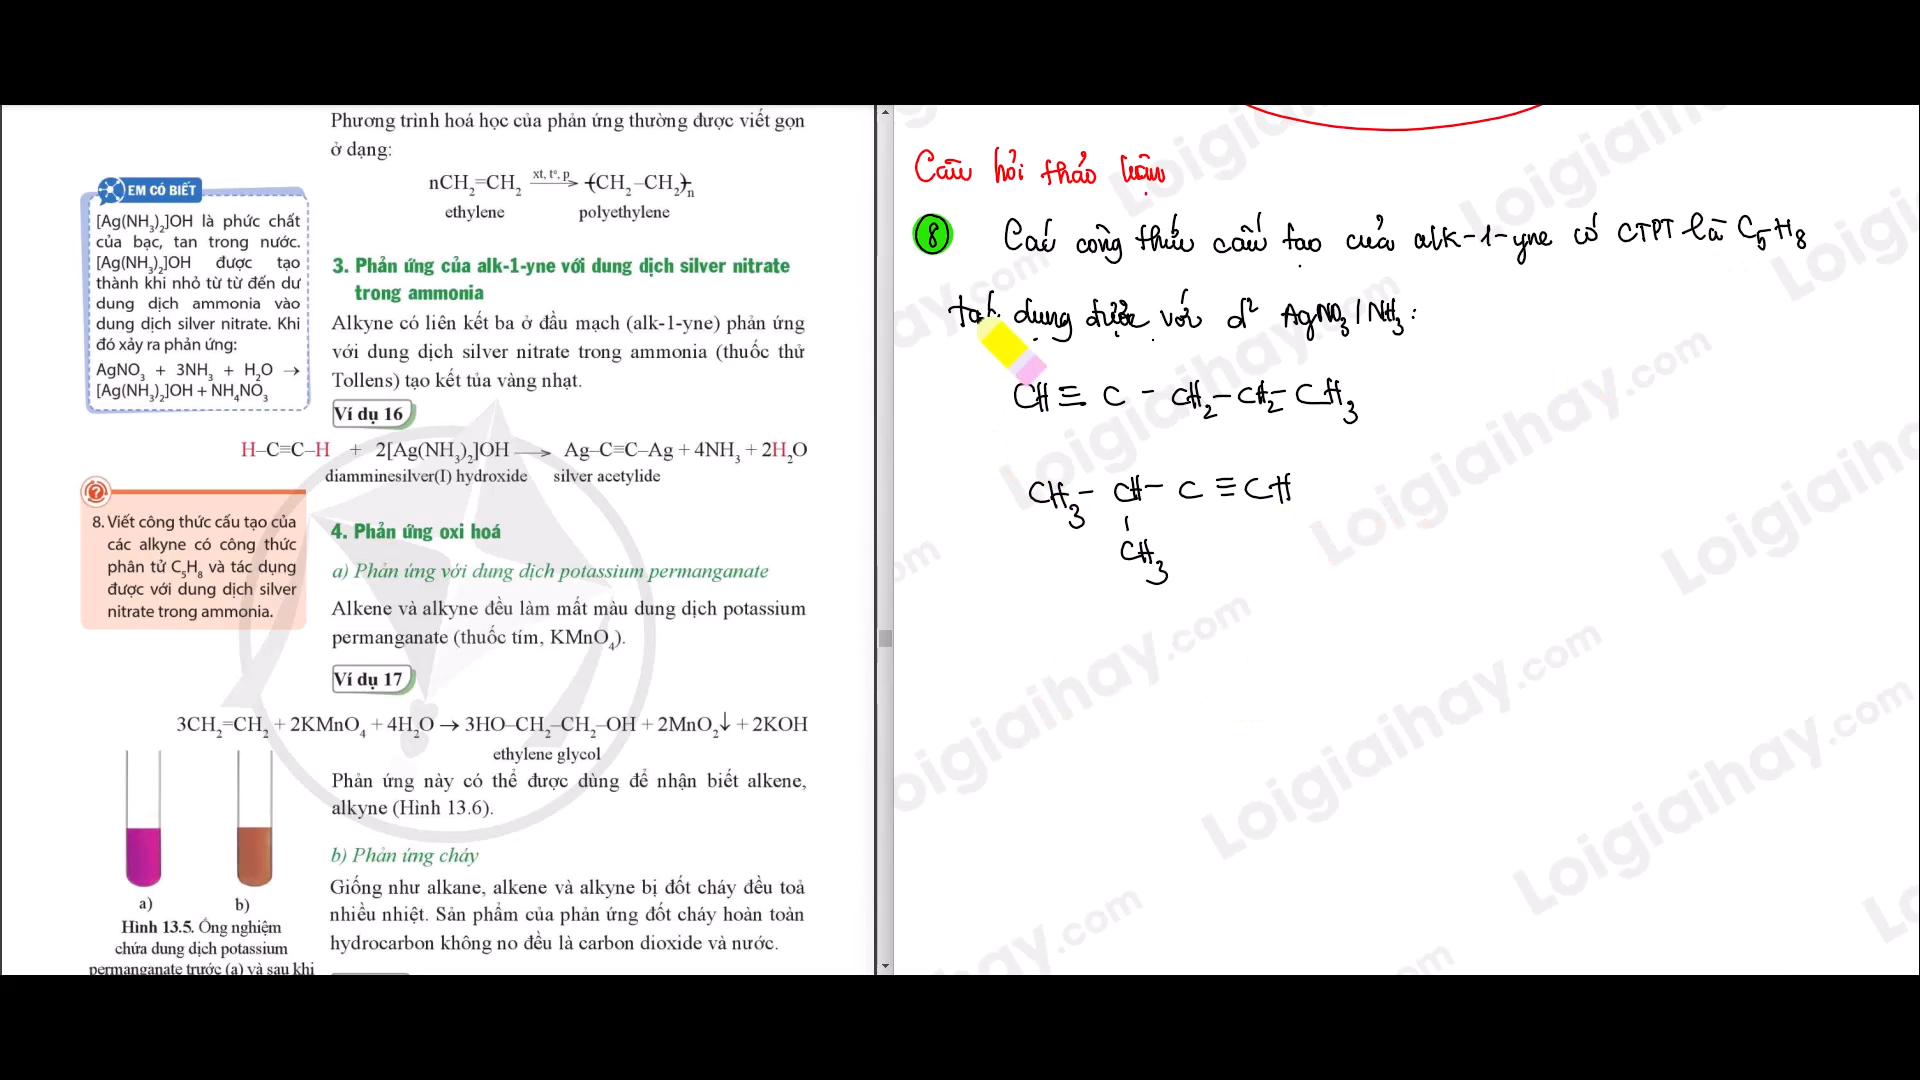 Phương trình hoá học của phản ứng thường được viết gọn
ở dạng:
nCH₂=CH₂ xt, t°, p → (CH₂–CH₂)ₙ
ethylene polyethylene
EM CÓ BIẾT
[Ag(NH₃)₂]OH là phức chất
của bạc, tan trong nước.
[Ag(NH₃)₂]OH được tạo
thành khi nhỏ từ từ đến dư
dung dịch ammonia vào
dung dịch silver nitrate. Khi
đó xảy ra phản ứng:
AgNO₃ + 3NH₃ + H₂O →
[Ag(NH₃)₂]OH + NH₄NO₃
3. Phản ứng của alk-1-yne với dung dịch silver nitrate
trong ammonia
Alkyne có liên kết ba ở đầu mạch (alk-1-yne) phản ứng
với dung dịch silver nitrate trong ammonia (thuốc thử
Tollens) tạo kết tủa vàng nhạt.
Ví dụ 16
H–C≡C–H + 2[Ag(NH₃)₂]OH → Ag–C≡C–Ag + 4NH₃ + 2H₂O
diamminesilver(I) hydroxide silver acetylide
8. Viết công thức cấu tạo của
các alkyne có công thức
phân tử C₅H₈ và tác dụng
được với dung dịch silver
nitrate trong ammonia.
4. Phản ứng oxi hoá
a) Phản ứng với dung dịch potassium permanganate
Alkene và alkyne đều làm mất màu dung dịch potassium
permanganate (thuốc tím, KMnO₄).
Ví dụ 17
3CH₂=CH₂ + 2KMnO₄ + 4H₂O → 3HO–CH₂–CH₂–OH + 2MnO₂↓ + 2KOH
ethylene glycol
Phản ứng này có thể được dùng để nhận biết alkene,
alkyne (Hình 13.6).
b) Phản ứng cháy
Giống như alkane, alkene và alkyne bị đốt cháy đều toả
nhiều nhiệt. Sản phẩm của phản ứng đốt cháy hoàn toàn
hydrocarbon không no đều là carbon dioxide và nước.
a) b)
Hình 13.5. Ống nghiệm
chứa dung dịch potassium
permanganate trước (a) và sau khi
Câu hỏi thảo luận
8 Các công thức cấu tạo của alk-1-yne có CTPT là C₅H₈
dụng được với d² AgNO₃/NH₃:
CH≡C–CH₂–CH₂–CH₃
CH₃–CH–C≡CH
CH₃
Loigiaihay.com